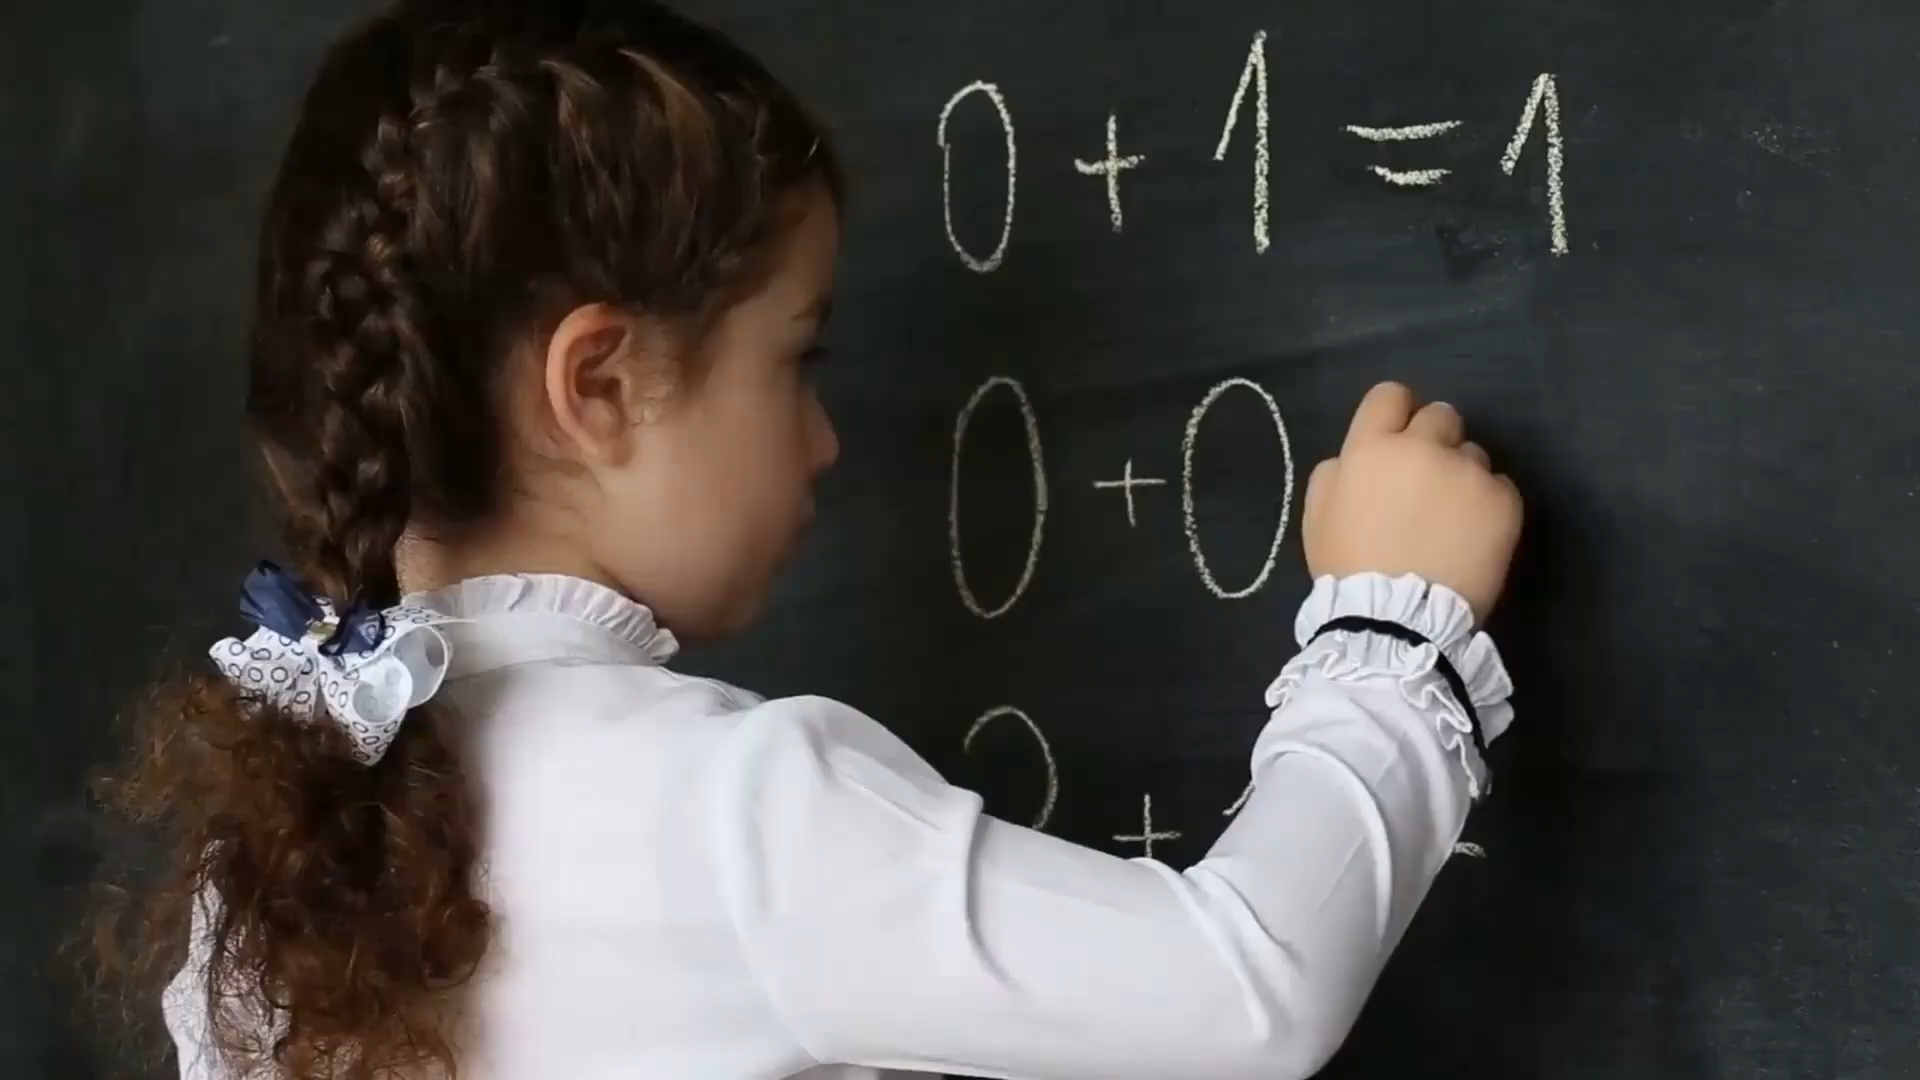 0 + 1 = 1
0 + 0
+